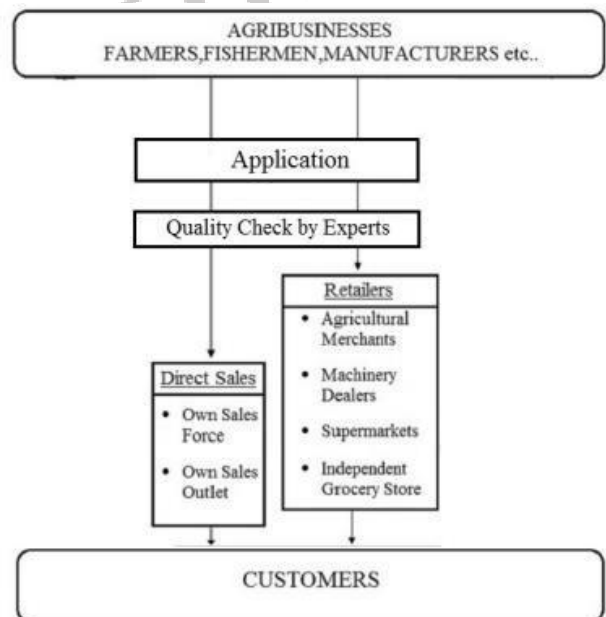 AGRIBUSINESSES
FARMERS,FISHERMEN,MANUFACTURERS etc..
Application
Quality Check by Experts
Retailers
• Agricultural
Merchants
• Machinery
Dealers
• Supermarkets
• Independent
Grocery Store
Direct Sales
• Own Sales
Force
• Own Sales
Outlet
CUSTOMERS